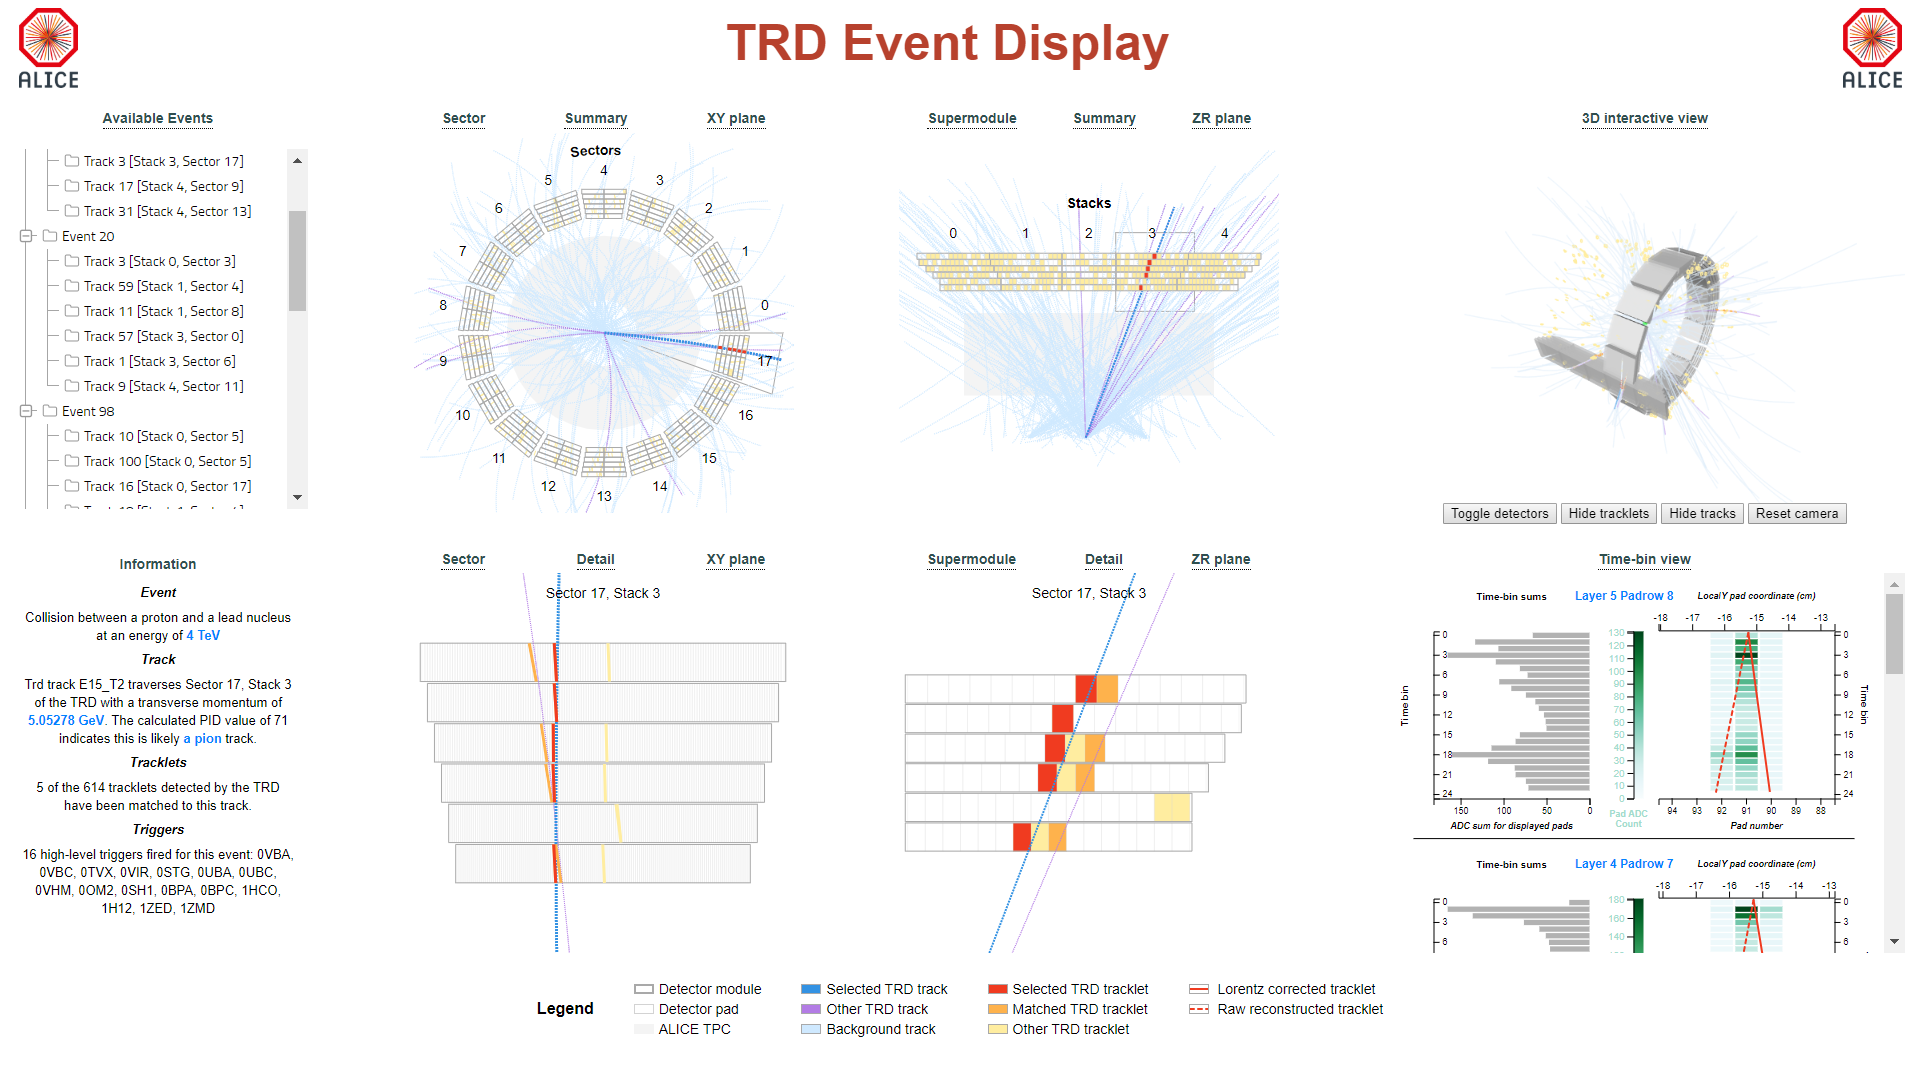 TRD Event Display
ALICE
ALICE
Available Events
Track 3 [Stack 3, Sector 17]
Track 17 [Stack 4, Sector 9]
Track 31 [Stack 4, Sector 13]
Event 20
Track 3 [Stack 0, Sector 3]
Track 59 [Stack 1, Sector 4]
Track 11 [Stack 1, Sector 8]
Track 57 [Stack 3, Sector 0]
Track 1 [Stack 3, Sector 6]
Track 9 [Stack 4, Sector 11]
Event 98
Track 10 [Stack 0, Sector 5]
Track 100 [Stack 0, Sector 5]
Track 16 [Stack 0, Sector 17]
Sector Summary XY plane
Sectors
4
5 3
6 2
7 1
8 0
9 17
10 16
11 15
12 14
13
Supermodule Summary ZR plane
Stacks
0 1 2 3 4
3D interactive view
Toggle detectors Hide tracklets Hide tracks Reset camera
Information
Event
Collision between a proton and a lead nucleus
at an energy of 4 TeV
Track
Trd track E15_T2 traverses Sector 17, Stack 3
of the TRD with a transverse momentum of
5.05278 GeV. The calculated PID value of 71
indicates this is likely a pion track.
Tracklets
5 of the 614 tracklets detected by the TRD
have been matched to this track.
Triggers
16 high-level triggers fired for this event: 0VBA,
0VBC, 0TVX, 0VIR, 0STG, 0UBA, 0UBC,
0VHM, 0OM2, 0SH1, 0BPA, 0BPC, 1HCO,
1H12, 1ZED, 1ZMD
Sector Detail XY plane
Sector 17, Stack 3
Supermodule Detail ZR plane
Sector 17, Stack 3
Time-bin view
Time-bin sums Layer 5 Padrow 8 LocalY pad coordinate (cm)
-18 -17 -16 -15 -14 -13
0 3 6 9 12 15 18 21 24
Time bin
150 100 50 0
ADC sum for displayed pads
130 120 110 100 90 80 70 60 50 40 30 20 10 0
Pad ADC
Count
0 3 6 9 12 15 18 21 24
Time bin
94 93 92 91 90 89 88
Pad number
Time-bin sums Layer 4 Padrow 7 LocalY pad coordinate (cm)
-18 -17 -16 -15 -14 -13
0 3 6
180 160 140
0 3 6
Legend
Detector module Selected TRD track Selected TRD tracklet Lorentz corrected tracklet
Detector pad Other TRD track Matched TRD tracklet Raw reconstructed tracklet
ALICE TPC Background track Other TRD tracklet